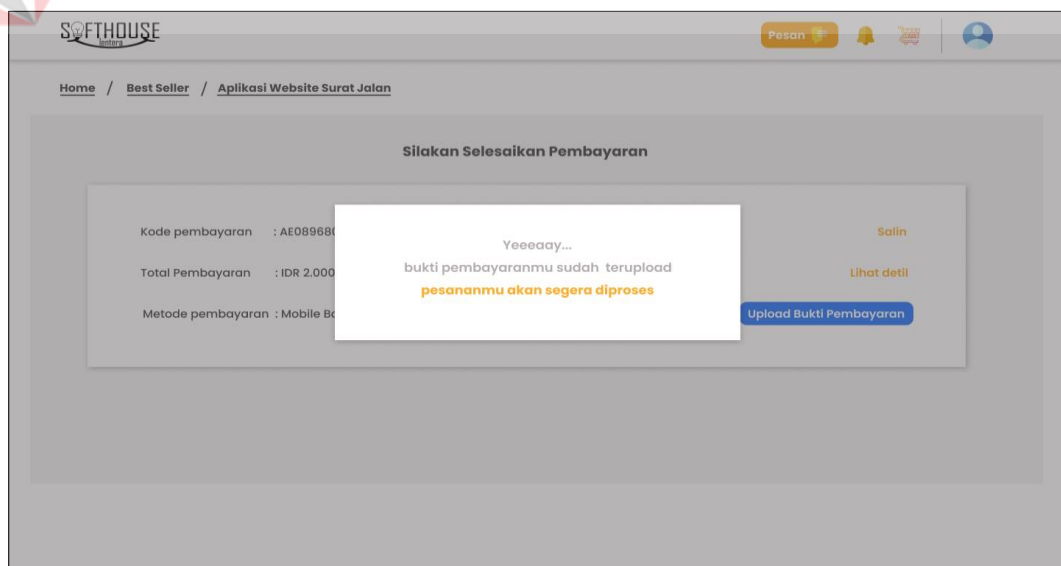 SOFTHOUSE
lentera
Pesan
Home / Best Seller / Aplikasi Website Surat Jalan
Silakan Selesaikan Pembayaran
Kode pembayaran : AE08968
Salin
Yeeeaay...
bukti pembayaranmu sudah terupload
pesananmu akan segera diproses
Total Pembayaran : IDR 2.000
Lihat detil
Metode pembayaran : Mobile
Upload Bukti Pembayaran